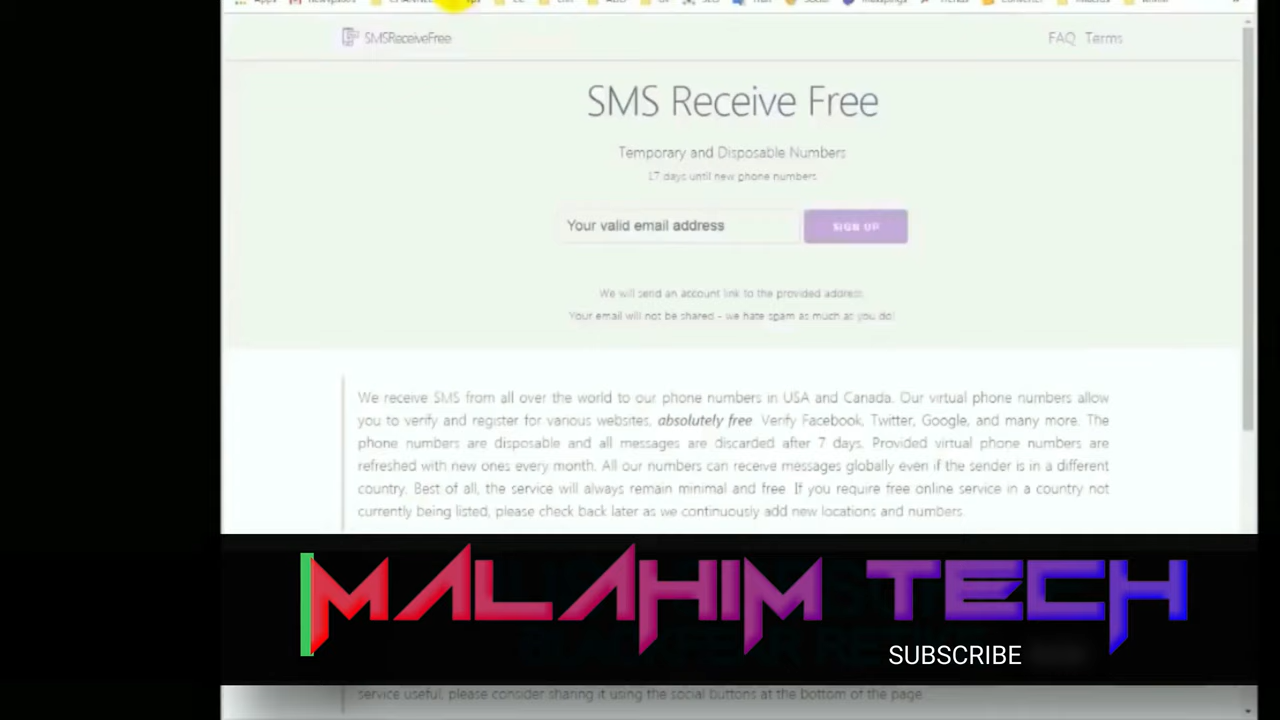 Apps
SMSReceiveFree
FAQ Terms
SMS Receive Free
Temporary and Disposable Numbers
17 days until new phone numbers
Your valid email address
SIGN UP
We will send an account link to the provided address.
Your email will not be shared - we hate spam as much as you do!
We receive SMS from all over the world to our phone numbers in USA and Canada. Our virtual phone numbers allow
you to verify and register for various websites, absolutely free. Verify Facebook, Twitter, Google, and many more. The
phone numbers are disposable and all messages are discarded after 7 days. Provided virtual phone numbers are
refreshed with new ones every month. All our numbers can receive messages globally even if the sender is in a different
country. Best of all, the service will always remain minimal and free. If you require free online service in a country not
currently being listed, please check back later as we continuously add new locations and numbers.
MALAHIM TECH
SUBSCRIBE
service useful, please consider sharing it using the social buttons at the bottom of the page.